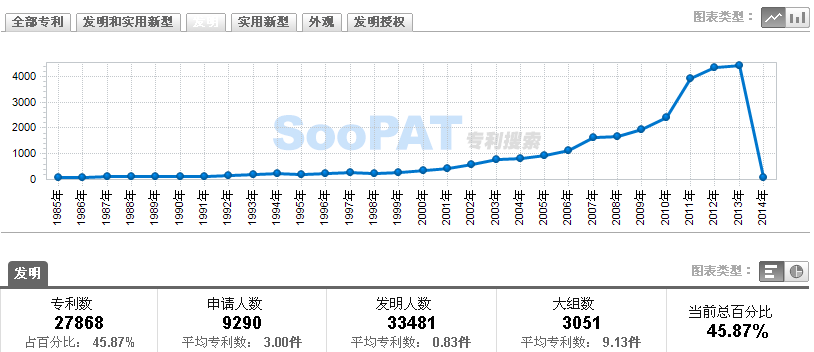 全部专利 发明和实用新型 发明 实用新型 外观 发明授权 图表类型：
4000
3000
2000
1000
0
SooPAT 专利搜索
1985年 1986年 1987年 1988年 1989年 1990年 1991年 1992年 1993年 1994年 1995年 1996年 1997年 1998年 1999年 2000年 2001年 2002年 2003年 2004年 2005年 2006年 2007年 2008年 2009年 2010年 2011年 2012年 2013年 2014年
发明 图表类型：
专利数 申请人数 发明人数 大组数 当前总百分比
27868 9290 33481 3051 45.87%
占百分比： 45.87% 平均专利数： 3.00件 平均专利数： 0.83件 平均专利数： 9.13件